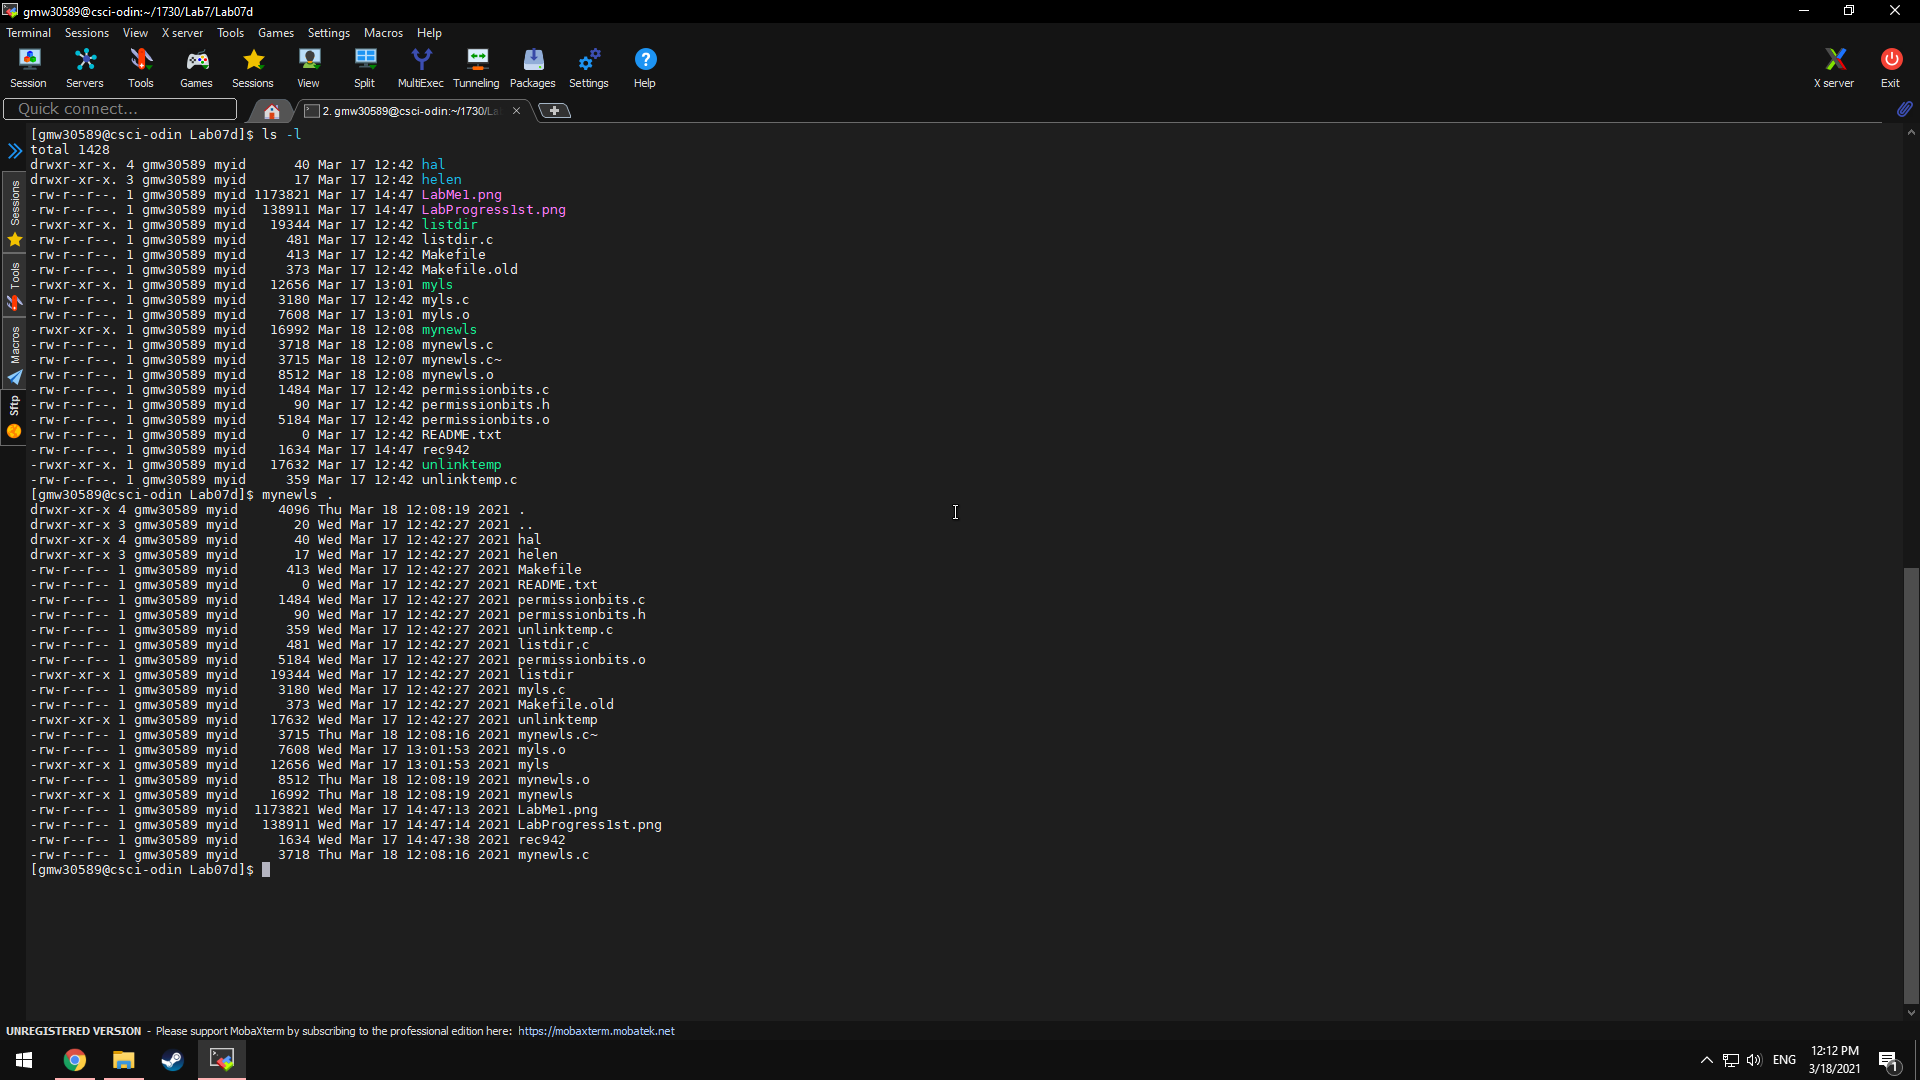 gmw30589@csci-odin:~/1730/Lab7/Lab07d
Terminal Sessions View X server Tools Games Settings Macros Help
Session Servers Tools Games Sessions View Split MultiExec Tunneling Packages Settings Help X server Exit
Quick connect...
2. gmw30589@csci-odin:~/1730/La
Sessions
Tools
Macros
Sftp
[gmw30589@csci-odin Lab07d]$ ls -l
total 1428
drwxr-xr-x. 4 gmw30589 myid      40 Mar 17 12:42 hal
drwxr-xr-x. 3 gmw30589 myid      17 Mar 17 12:42 helen
-rw-r--r--. 1 gmw30589 myid 1173821 Mar 17 14:47 LabMe1.png
-rw-r--r--. 1 gmw30589 myid  138911 Mar 17 14:47 LabProgress1st.png
-rwxr-xr-x. 1 gmw30589 myid   19344 Mar 17 12:42 listdir
-rw-r--r--. 1 gmw30589 myid     481 Mar 17 12:42 listdir.c
-rw-r--r--. 1 gmw30589 myid     413 Mar 17 12:42 Makefile
-rw-r--r--. 1 gmw30589 myid     373 Mar 17 12:42 Makefile.old
-rwxr-xr-x. 1 gmw30589 myid   12656 Mar 17 13:01 myls
-rw-r--r--. 1 gmw30589 myid    3180 Mar 17 12:42 myls.c
-rw-r--r--. 1 gmw30589 myid    7608 Mar 17 13:01 myls.o
-rwxr-xr-x. 1 gmw30589 myid   16992 Mar 18 12:08 mynewls
-rw-r--r--. 1 gmw30589 myid    3718 Mar 18 12:08 mynewls.c
-rw-r--r--. 1 gmw30589 myid    3715 Mar 18 12:07 mynewls.c~
-rw-r--r--. 1 gmw30589 myid    8512 Mar 18 12:08 mynewls.o
-rw-r--r--. 1 gmw30589 myid    1484 Mar 17 12:42 permissionbits.c
-rw-r--r--. 1 gmw30589 myid      90 Mar 17 12:42 permissionbits.h
-rw-r--r--. 1 gmw30589 myid    5184 Mar 17 12:42 permissionbits.o
-rw-r--r--. 1 gmw30589 myid       0 Mar 17 12:42 README.txt
-rw-r--r--. 1 gmw30589 myid    1634 Mar 17 14:47 rec942
-rwxr-xr-x. 1 gmw30589 myid   17632 Mar 17 12:42 unlinktemp
-rw-r--r--. 1 gmw30589 myid     359 Mar 17 12:42 unlinktemp.c
[gmw30589@csci-odin Lab07d]$ mynewls .
drwxr-xr-x 4 gmw30589 myid     4096 Thu Mar 18 12:08:19 2021 .
drwxr-xr-x 3 gmw30589 myid       20 Wed Mar 17 12:42:27 2021 ..
drwxr-xr-x 4 gmw30589 myid       40 Wed Mar 17 12:42:27 2021 hal
drwxr-xr-x 3 gmw30589 myid       17 Wed Mar 17 12:42:27 2021 helen
-rw-r--r-- 1 gmw30589 myid      413 Wed Mar 17 12:42:27 2021 Makefile
-rw-r--r-- 1 gmw30589 myid        0 Wed Mar 17 12:42:27 2021 README.txt
-rw-r--r-- 1 gmw30589 myid     1484 Wed Mar 17 12:42:27 2021 permissionbits.c
-rw-r--r-- 1 gmw30589 myid       90 Wed Mar 17 12:42:27 2021 permissionbits.h
-rw-r--r-- 1 gmw30589 myid      359 Wed Mar 17 12:42:27 2021 unlinktemp.c
-rw-r--r-- 1 gmw30589 myid      481 Wed Mar 17 12:42:27 2021 listdir.c
-rw-r--r-- 1 gmw30589 myid     5184 Wed Mar 17 12:42:27 2021 permissionbits.o
-rwxr-xr-x 1 gmw30589 myid    19344 Wed Mar 17 12:42:27 2021 listdir
-rw-r--r-- 1 gmw30589 myid     3180 Wed Mar 17 12:42:27 2021 myls.c
-rw-r--r-- 1 gmw30589 myid      373 Wed Mar 17 12:42:27 2021 Makefile.old
-rwxr-xr-x 1 gmw30589 myid    17632 Wed Mar 17 12:42:27 2021 unlinktemp
-rw-r--r-- 1 gmw30589 myid     3715 Thu Mar 18 12:08:16 2021 mynewls.c~
-rw-r--r-- 1 gmw30589 myid     7608 Wed Mar 17 13:01:53 2021 myls.o
-rwxr-xr-x 1 gmw30589 myid    12656 Wed Mar 17 13:01:53 2021 myls
-rw-r--r-- 1 gmw30589 myid     8512 Thu Mar 18 12:08:19 2021 mynewls.o
-rwxr-xr-x 1 gmw30589 myid    16992 Thu Mar 18 12:08:19 2021 mynewls
-rw-r--r-- 1 gmw30589 myid  1173821 Wed Mar 17 14:47:13 2021 LabMe1.png
-rw-r--r-- 1 gmw30589 myid   138911 Wed Mar 17 14:47:14 2021 LabProgress1st.png
-rw-r--r-- 1 gmw30589 myid     1634 Wed Mar 17 14:47:38 2021 rec942
-rw-r--r-- 1 gmw30589 myid     3718 Thu Mar 18 12:08:16 2021 mynewls.c
[gmw30589@csci-odin Lab07d]$
UNREGISTERED VERSION - Please support MobaXterm by subscribing to the professional edition here: https://mobaxterm.mobatek.net
ENG
12:12 PM
3/18/2021
1